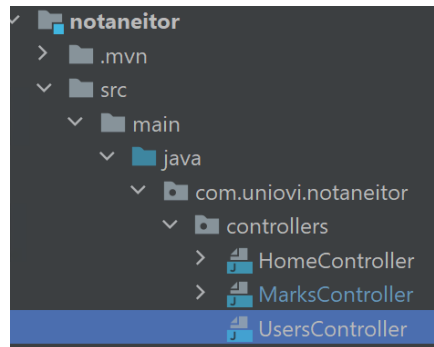 notaneitor
.mvn
src
main
java
com.uniovi.notaneitor
controllers
HomeController
MarksController
UsersController